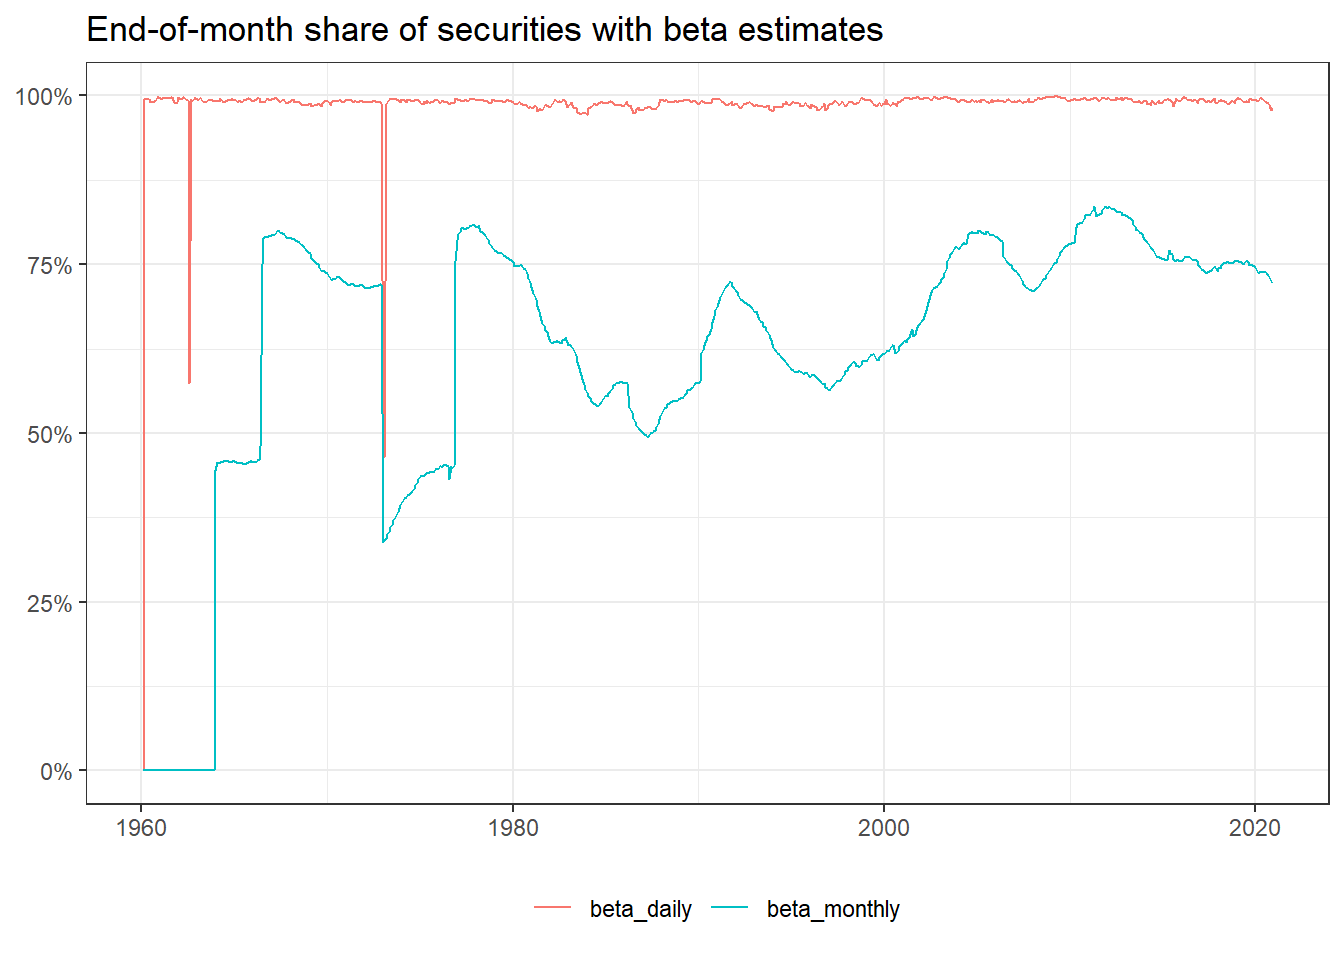 End-of-month share of securities with beta estimates
100%
75%
50%
25%
0%
1960 1980 2000 2020
beta_daily beta_monthly